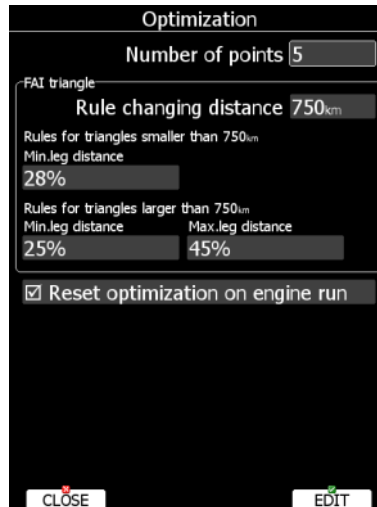 Optimization
Number of points 5
FAI triangle
Rule changing distance 750km
Rules for triangles smaller than 750km
Min.leg distance
28%
Rules for triangles larger than 750km
Min.leg distance Max.leg distance
25% 45%
Reset optimization on engine run
CLOSE EDIT